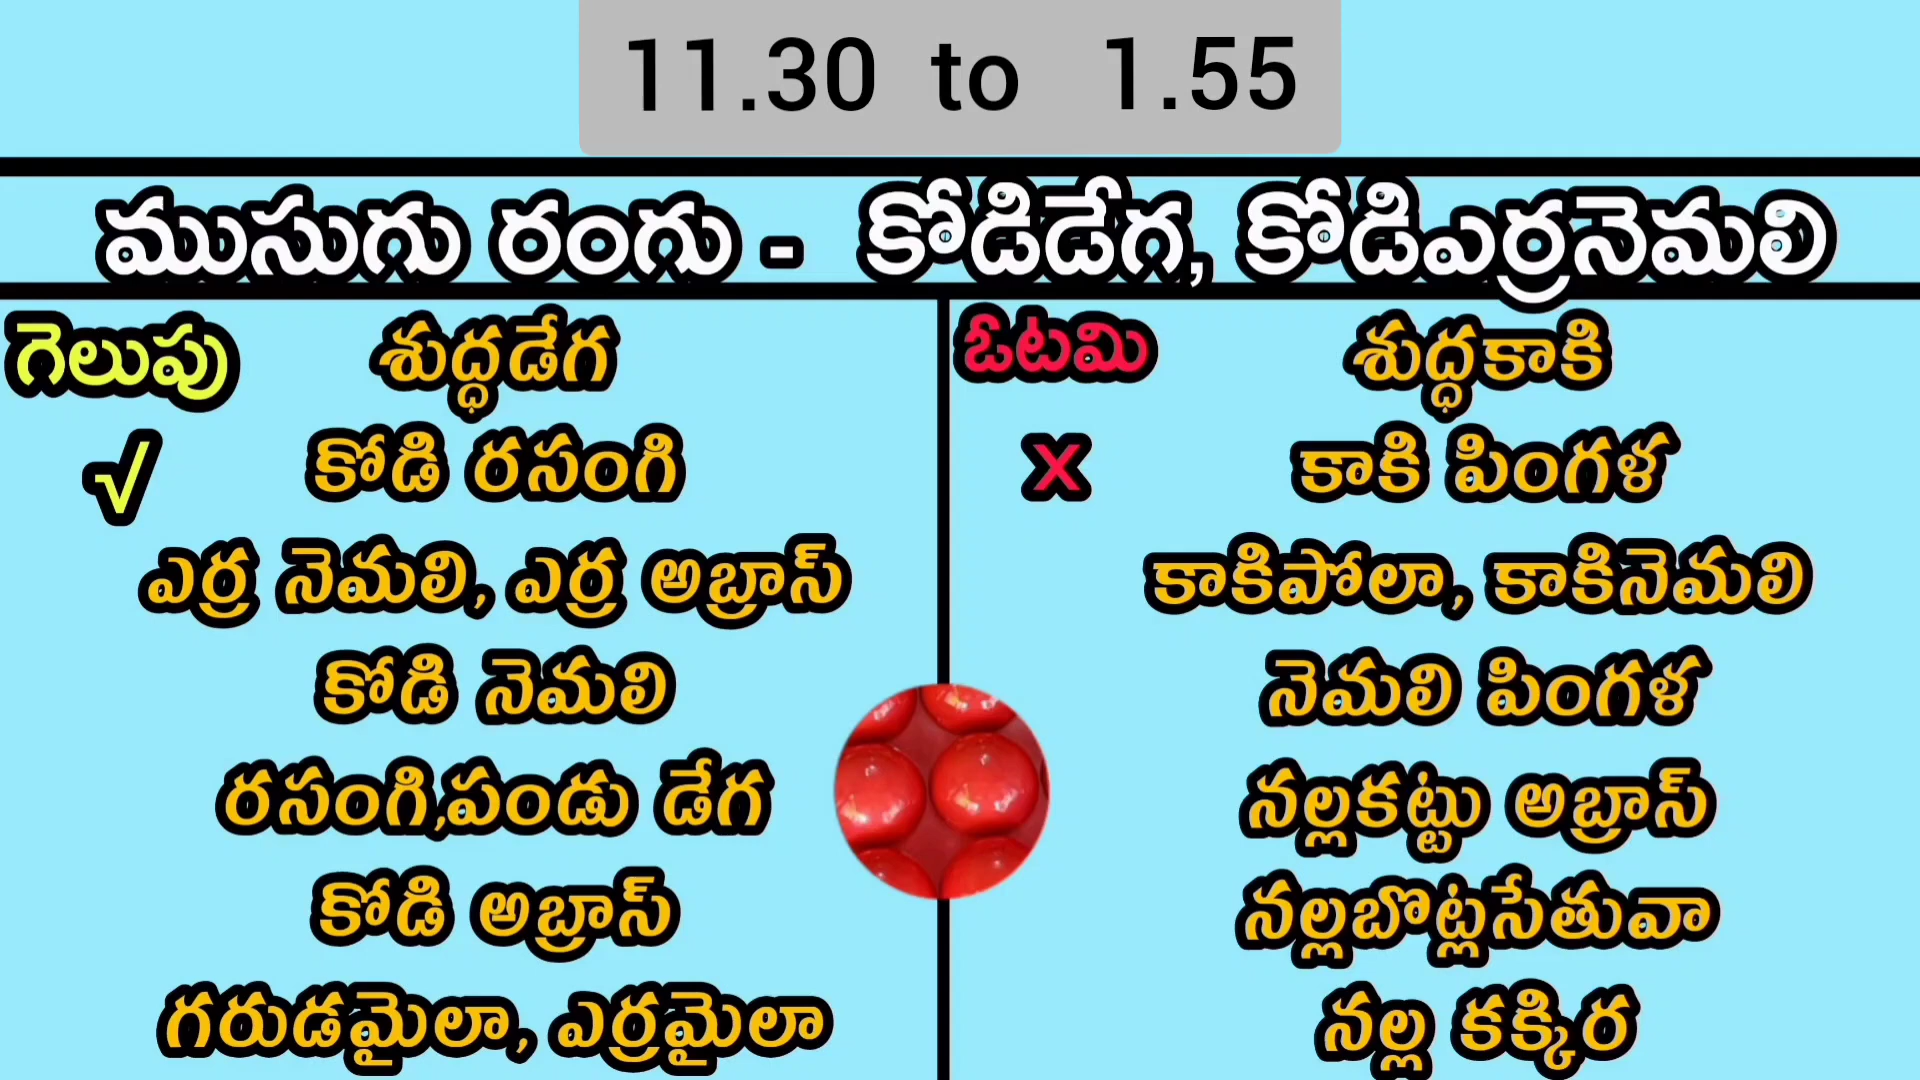 11.30 to 1.55
ముసుగు రంగు - కోడిడేగ, కోడిఎర్రనెమలి
గెలుపు శుద్ధడేగ
√ కోడి రసంగి
ఎర్ర నెమలి, ఎర్ర అబ్రాస్
కోడి నెమలి
రసంగి,పండు డేగ
కోడి అబ్రాస్
గరుడమైలా, ఎర్రమైలా
ఓటమి శుద్ధకాకి
x కాకి పింగళ
కాకిపోలా, కాకినెమలి
నెమలి పింగళ
నల్లకట్టు అబ్రాస్
నల్లబొట్లసేతువా
నల్ల కక్కిర